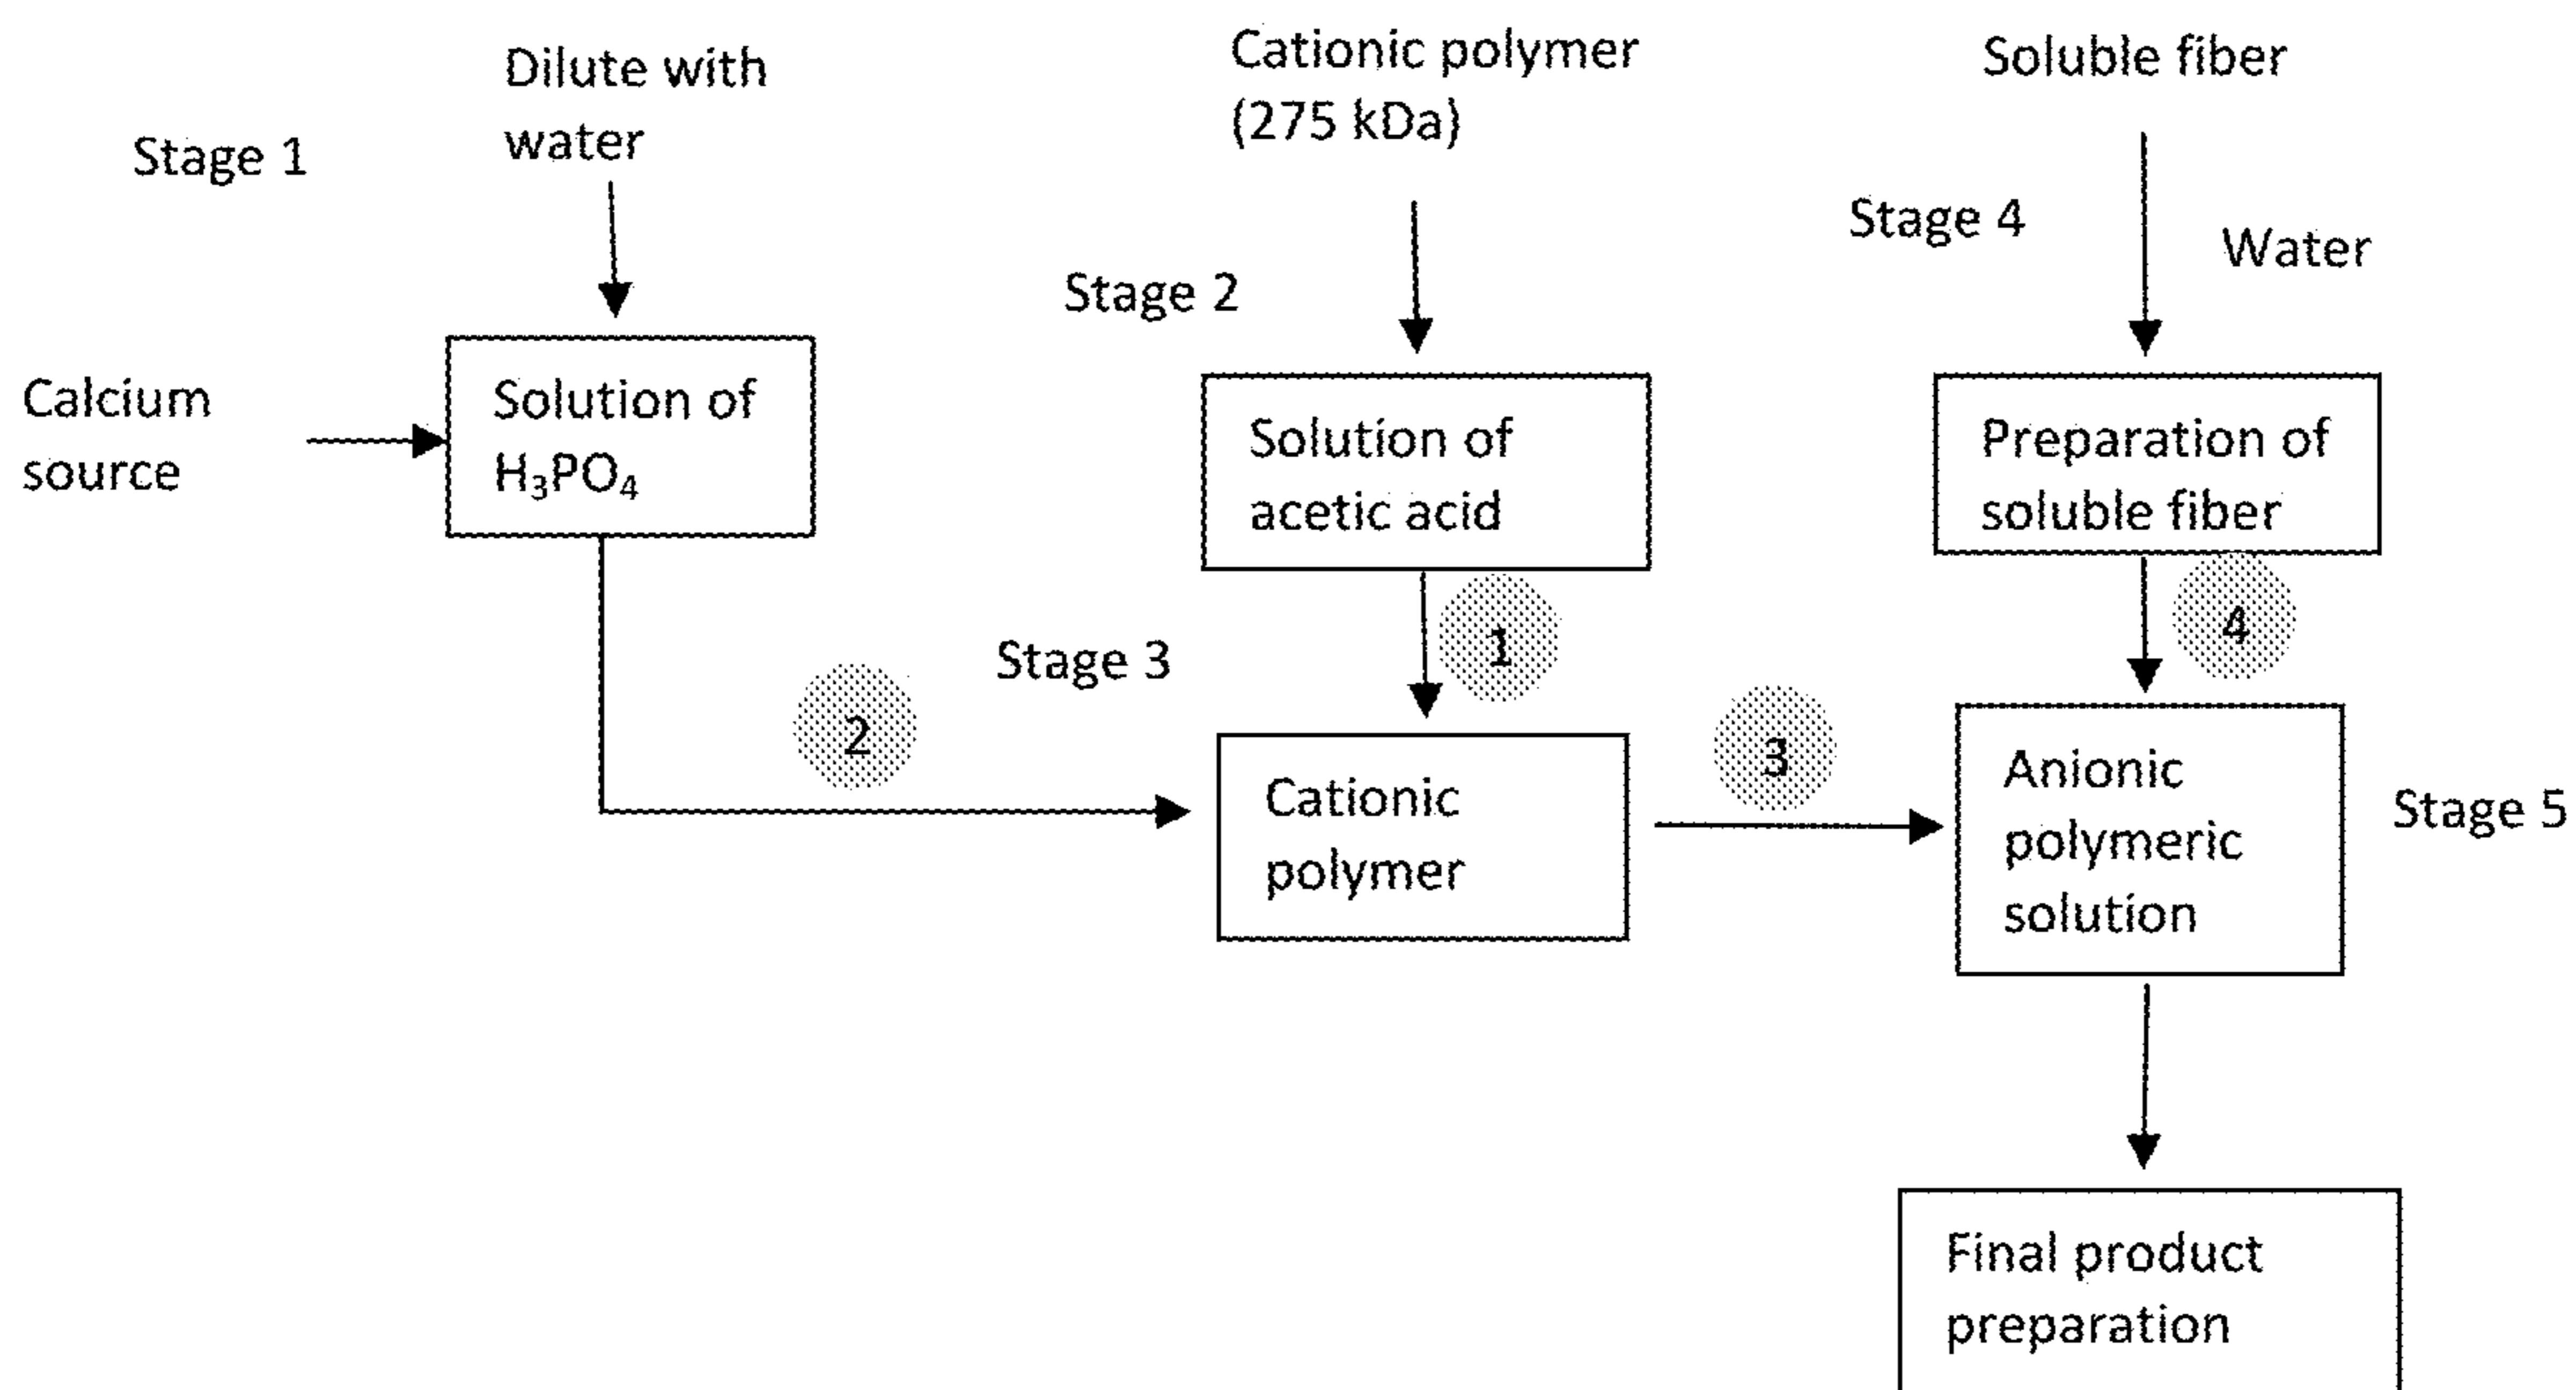 Stage 1
Dilute with
water
Calcium
source
Solution of
H₃PO₄
Cationic polymer
(275 kDa)
Stage 2
Solution of
acetic acid
Soluble fiber
Stage 4
Water
Preparation of
soluble fiber
1
4
Stage 3
2
3
Cationic
polymer
Anionic
polymeric
solution
Stage 5
Final product
preparation